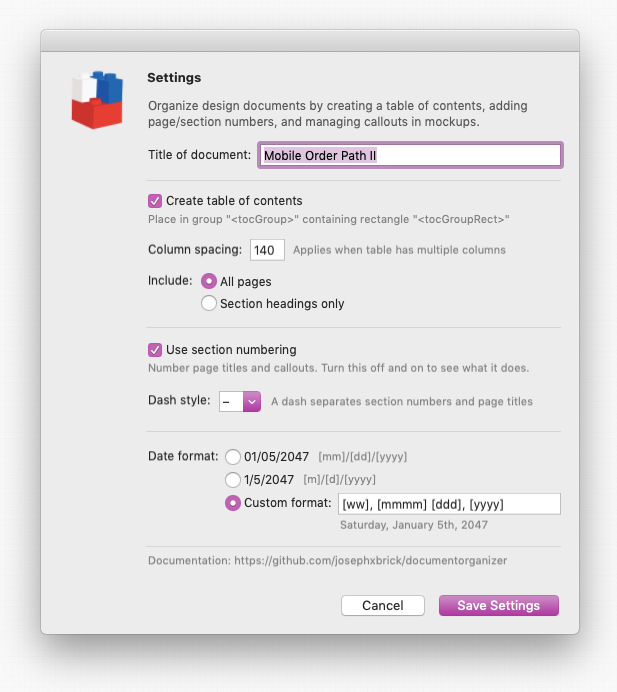 Settings
Organize design documents by creating a table of contents, adding
page/section numbers, and managing callouts in mockups.
Title of document: Mobile Order Path II
Create table of contents
Place in group "<tocGroup>" containing rectangle "<tocGroupRect>"
Column spacing: 140 Applies when table has multiple columns
Include: All pages
Section headings only
Use section numbering
Number page titles and callouts. Turn this off and on to see what it does.
Dash style: – A dash separates section numbers and page titles
Date format: 01/05/2047 [mm]/[dd]/[yyyy]
1/5/2047 [m]/[d]/[yyyy]
Custom format: [ww], [mmmm] [ddd], [yyyy]
Saturday, January 5th, 2047
Documentation: https://github.com/josephxbrick/documentorganizer
Cancel Save Settings